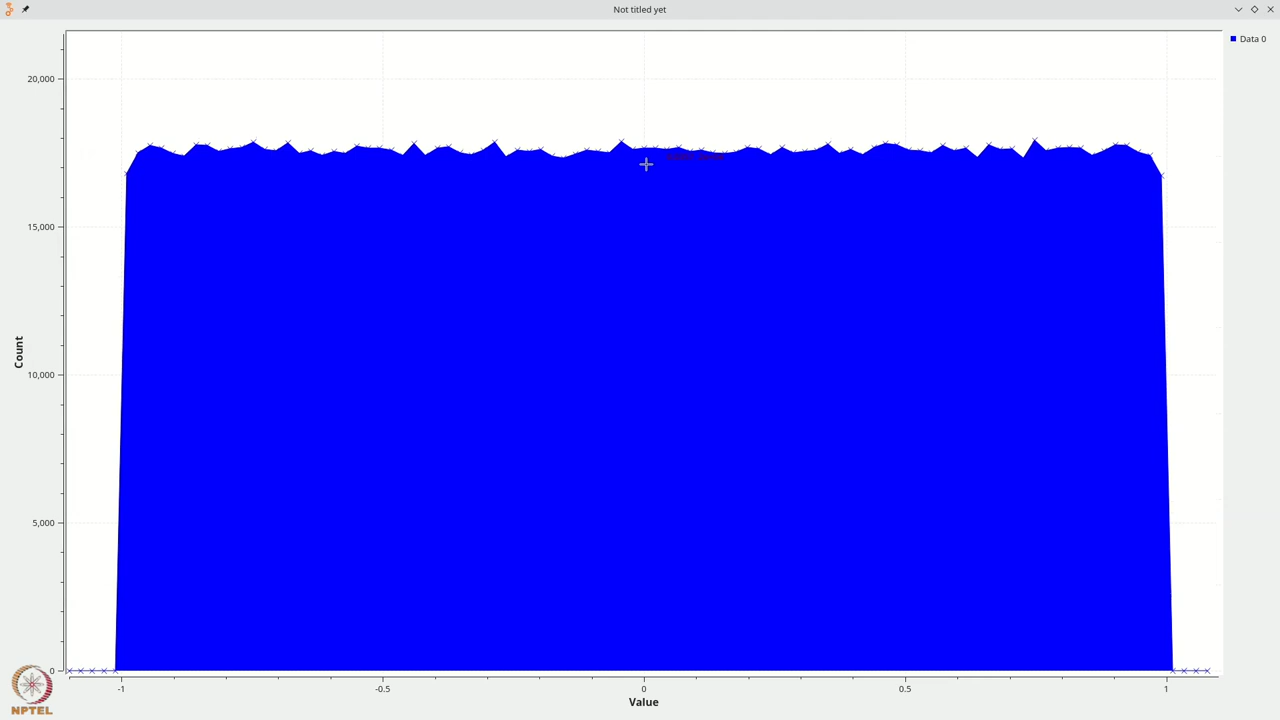 Not titled yet
Data 0
20,000
15,000
10,000
5,000
0
Count
-1
-0.5
0
0.5
1
Value
NPTEL